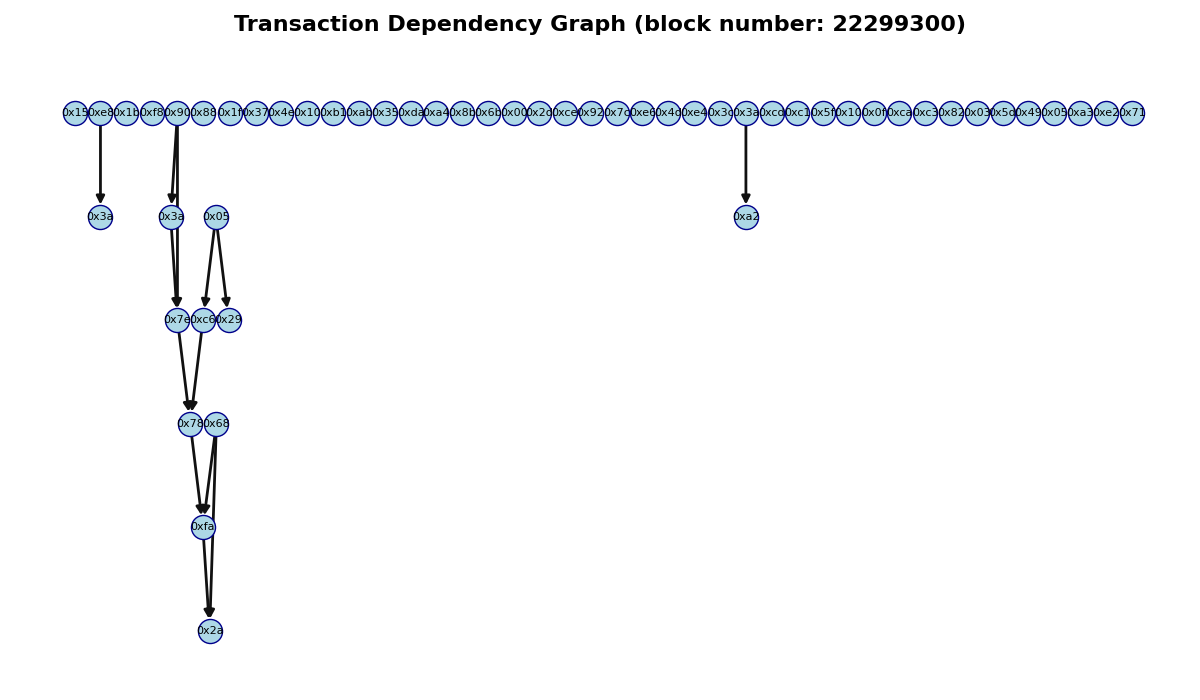 Transaction Dependency Graph (block number: 22299300)
0x15 0xe8 0x1b 0xf8 0x90 0x88 0x1f 0x37 0x4e 0x10 0xb1 0xab 0x35 0xda 0xa4 0x8b 0x6b 0x00 0x2d 0xce 0x92 0x7c 0xe6 0x4d 0xe4 0x3c 0x3a 0xcd 0xc1 0x5f 0x10 0x0f 0xca 0xc3 0x82 0x03 0x5d 0x49 0x05 0xa3 0xe2 0x71
0x3a 0x3a 0x05 0xa2
0x7e 0xc6 0x29
0x78 0x68
0xfa
0x2a